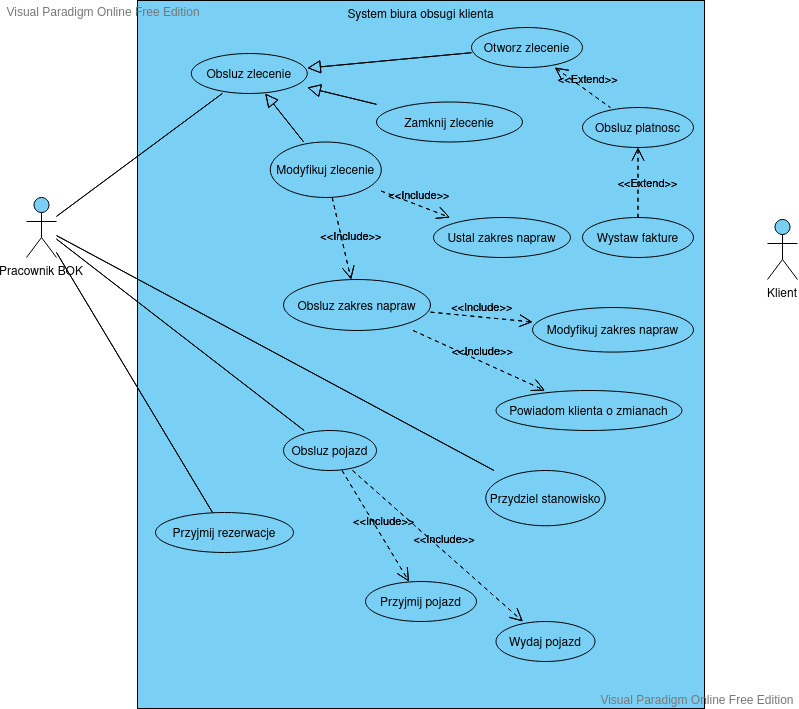 Visual Paradigm Online Free Edition
System biura obsugi klienta
Otworz zlecenie
Obsluz zlecenie
<<Extend>>
Zamknij zlecenie
Obsluz platnosc
Modyfikuj zlecenie
<<Extend>>
<<Include>>
<<Include>>
Ustal zakres napraw
Wystaw fakture
Pracownik BOK
Klient
Obsluz zakres napraw
<<Include>>
Modyfikuj zakres napraw
<<Include>>
Powiadom klienta o zmianach
Obsluz pojazd
Przydziel stanowisko
Przyjmij rezerwacje
<<Include>>
<<Include>>
Przyjmij pojazd
Wydaj pojazd
Visual Paradigm Online Free Edition